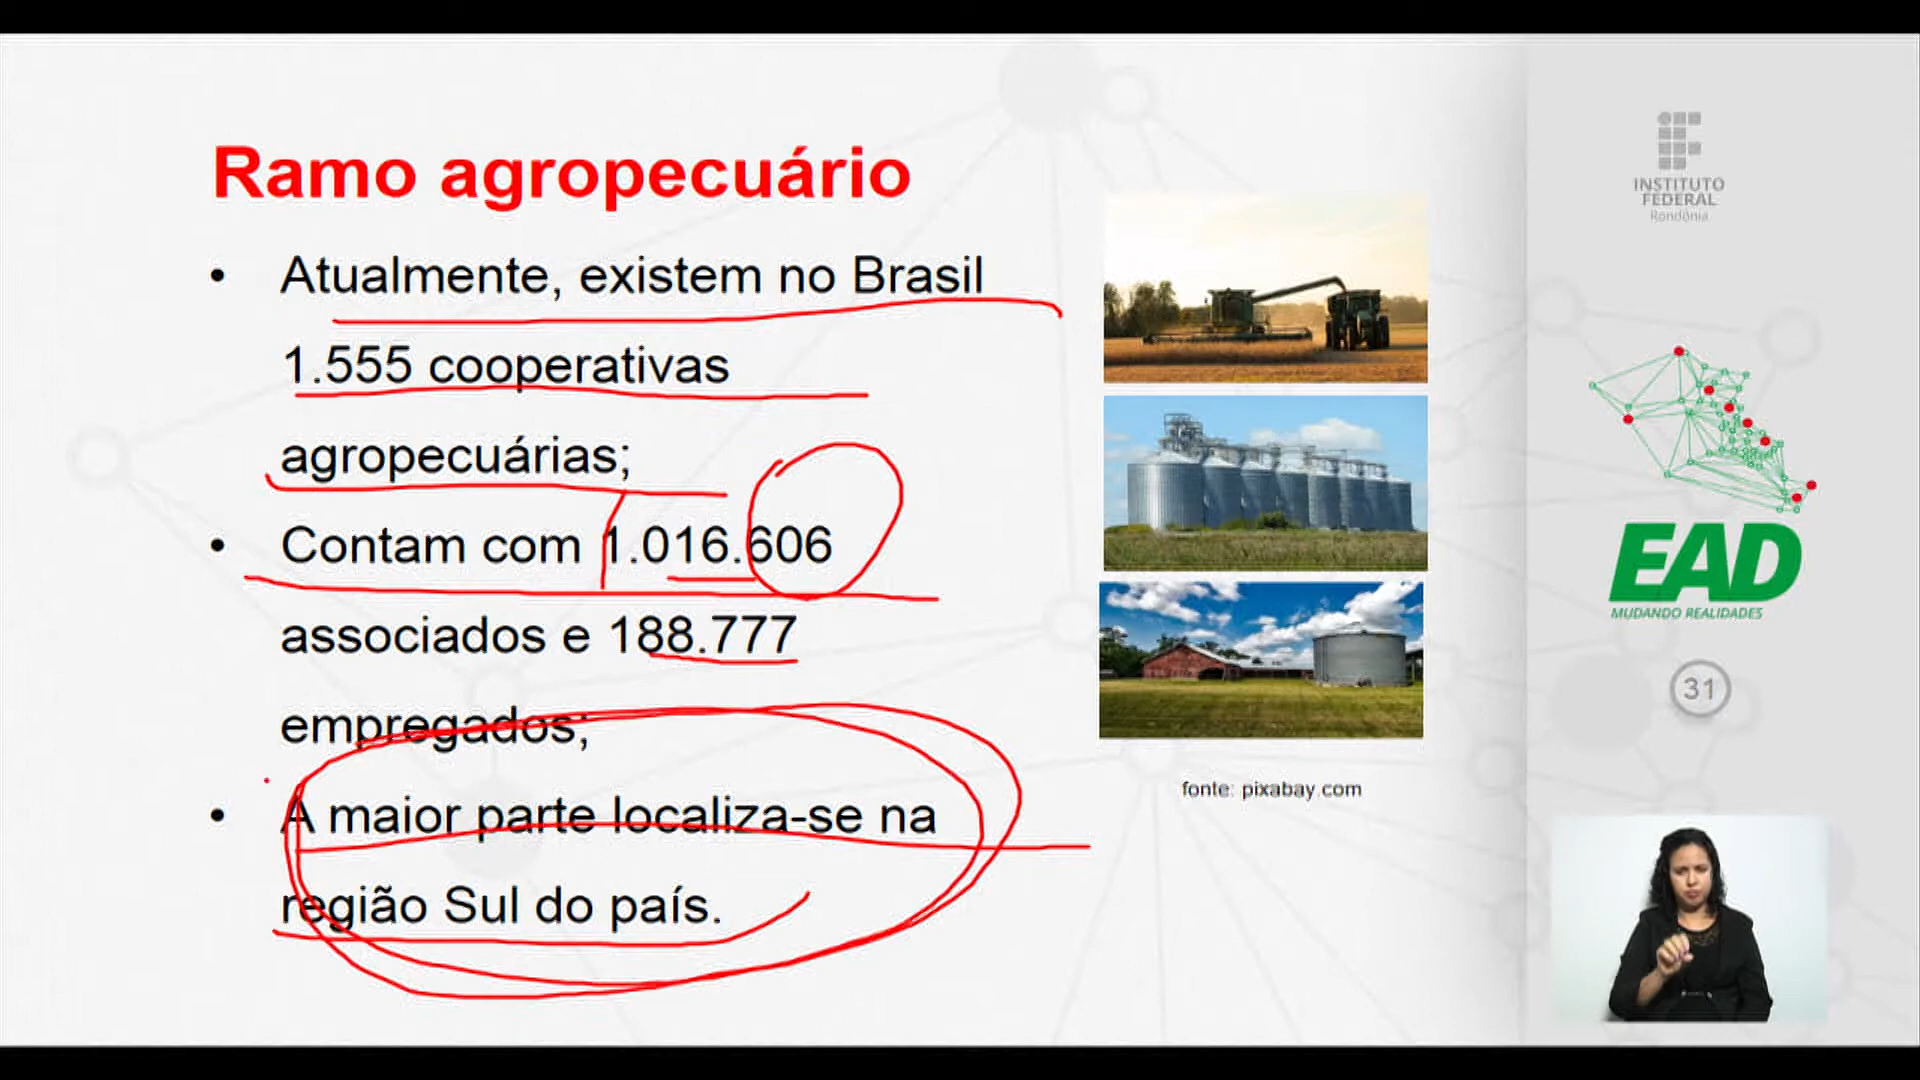 Ramo agropecuário
• Atualmente, existem no Brasil
1.555 cooperativas
agropecuárias;
• Contam com 1.016.606
associados e 188.777
empregados;
• A maior parte localiza-se na
região Sul do país.
fonte: pixabay.com
INSTITUTO
FEDERAL
Rondônia
EAD
MUDANDO REALIDADES
31